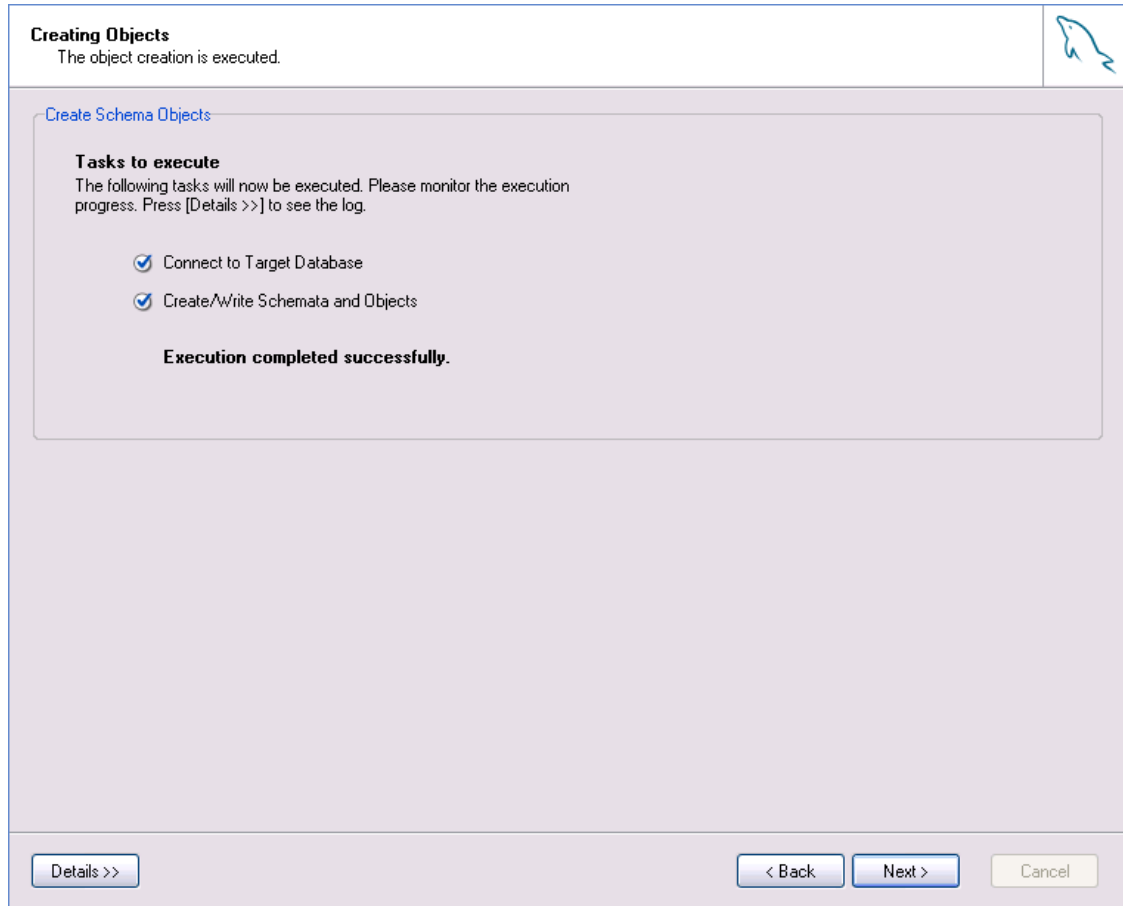 Creating Objects
The object creation is executed.
Create Schema Objects
Tasks to execute
The following tasks will now be executed. Please monitor the execution
progress. Press [Details >>] to see the log.
Connect to Target Database
Create/Write Schemata and Objects
Execution completed successfully.
Details >>
< Back
Next >
Cancel